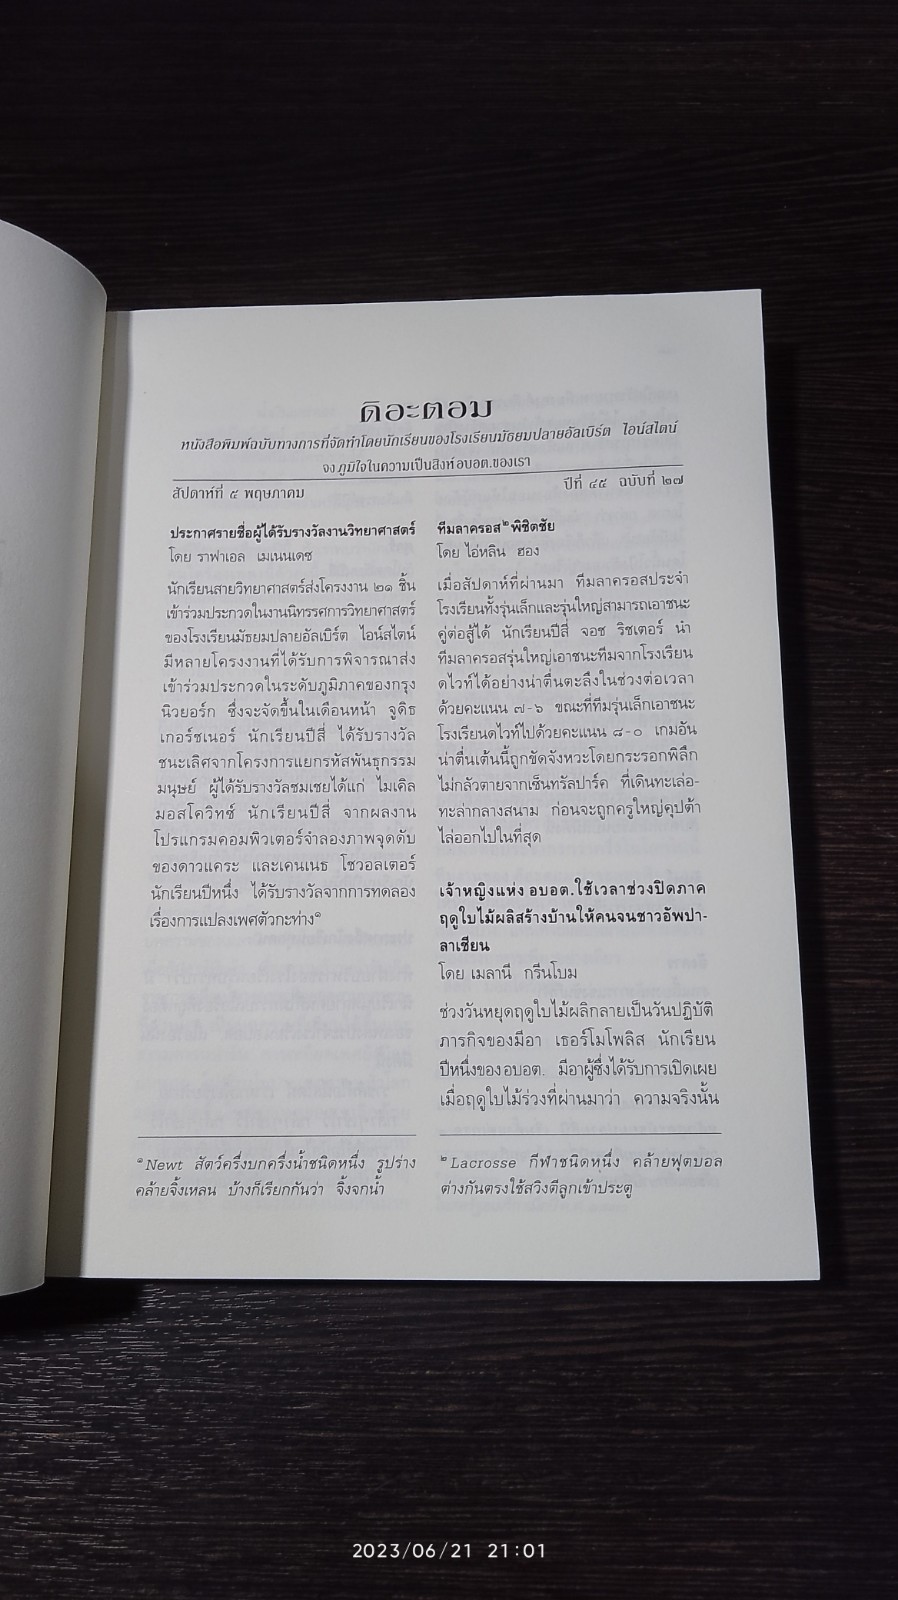 ดิอะตอม
หนังสือพิมพ์ฉบับทางการที่จัดทำโดยนักเรียนของโรงเรียนมัธยมปลายอัลเบิร์ต ไอน์สไตน์
จงภูมิใจในความเป็นสิงห์อบอต.ของเรา
สัปดาห์ที่ ๕ พฤษภาคม
ปีที่ ๔๕ ฉบับที่ ๒๗
ประกาศรายชื่อผู้ได้รับรางวัลงานวิทยาศาสตร์
โดย ราฟาเอล เมเนนเดซ
นักเรียนสายวิทยาศาสตร์ส่งโครงงาน ๒๑ ชิ้น
เข้าร่วมประกวดในงานนิทรรศการวิทยาศาสตร์
ของโรงเรียนมัธยมปลายอัลเบิร์ต ไอน์สไตน์
มีหลายโครงงานที่ได้รับการพิจารณาส่ง
เข้าร่วมประกวดในระดับภูมิภาคของกรุง
นิวยอร์ก ซึ่งจะจัดขึ้นในเดือนหน้า จูดิธ
เกอร์ชเนอร์ นักเรียนปีสี่ ได้รับรางวัล
ชนะเลิศจากโครงการแยกรหัสพันธุกรรม
มนุษย์ ผู้ได้รับรางวัลชมเชยได้แก่ ไมเคิล
มอสโควิทซ์ นักเรียนปีสี่ จากผลงาน
โปรแกรมคอมพิวเตอร์จำลองภาพจุดดับ
ของดาวแคระ และเคนเนธ โชวอลเตอร์
นักเรียนปีหนึ่ง ได้รับรางวัลจากการทดลอง
เรื่องการแปลงเพศตัวกะท่าง๑
๑Newt สัตว์ครึ่งบกครึ่งน้ำชนิดหนึ่ง รูปร่าง
คล้ายจิ้งเหลน บ้างก็เรียกกันว่า จิ้งจกน้ำ
ทีมลาครอส๒พิชิตชัย
โดย ไอ่หลิน ฮอง
เมื่อสัปดาห์ที่ผ่านมา ทีมลาครอสประจำ
โรงเรียนทั้งรุ่นเล็กและรุ่นใหญ่สามารถเอาชนะ
คู่ต่อสู้ได้ นักเรียนปีสี่ จอช ริชเตอร์ นำ
ทีมลาครอสรุ่นใหญ่เอาชนะทีมจากโรงเรียน
ดไวท์ได้อย่างน่าตื่นตะลึงในช่วงต่อเวลา
ด้วยคะแนน ๗-๖ ขณะที่ทีมรุ่นเล็กเอาชนะ
โรงเรียนดไวท์ไปด้วยคะแนน ๘-๐ เกมอัน
น่าตื่นเต้นนี้ถูกขัดจังหวะโดยกระรอกพิลึก
ไม่กลัวตายจากเซ็นทรัลปาร์ค ที่เดินทะเล่อ-
ทะล่ากลางสนาม ก่อนจะถูกครูใหญ่คุปต้า
ไล่ออกไปในที่สุด
เจ้าหญิงแห่ง อบอต.ใช้เวลาช่วงปิดภาค
ฤดูใบไม้ผลิสร้างบ้านให้คนจนชาวอัพปา-
ลาเชียน
โดย เมลานี กรีนโบม
ช่วงวันหยุดฤดูใบไม้ผลิกลายเป็นวันปฏิบัติ
ภารกิจของมีอา เธอร์โมโพลิส นักเรียน
ปีหนึ่งของอบอต. มีอาผู้ซึ่งได้รับการเปิดเผย
เมื่อฤดูใบไม้ร่วงที่ผ่านมาว่า ความจริงนั้น
๒Lacrosse กีฬาชนิดหนึ่ง คล้ายฟุตบอล
ต่างกันตรงใช้สวิงตีลูกเข้าประตู
2023/06/21 21:01